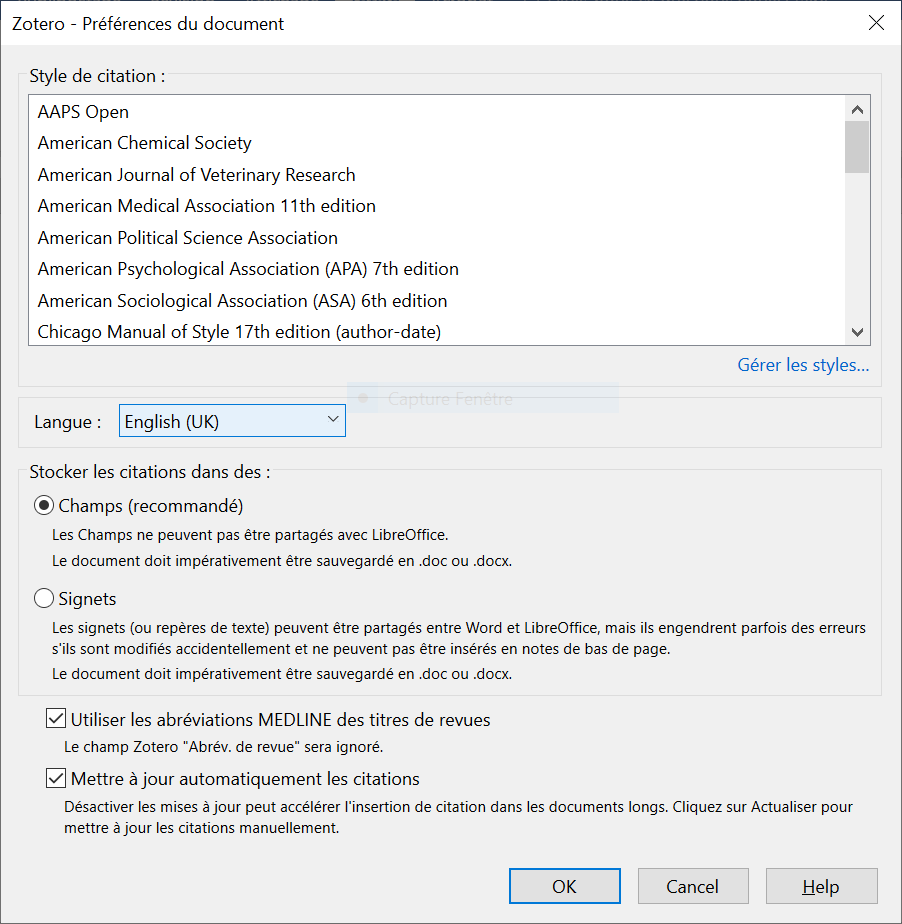 Zotero - Préférences du document
Style de citation :
AAPS Open
American Chemical Society
American Journal of Veterinary Research
American Medical Association 11th edition
American Political Science Association
American Psychological Association (APA) 7th edition
American Sociological Association (ASA) 6th edition
Chicago Manual of Style 17th edition (author-date)
Gérer les styles...
Capture Fenêtre
Langue : English (UK)
Stocker les citations dans des :
Champs (recommandé)
Les Champs ne peuvent pas être partagés avec LibreOffice.
Le document doit impérativement être sauvegardé en .doc ou .docx.
Signets
Les signets (ou repères de texte) peuvent être partagés entre Word et LibreOffice, mais ils engendrent parfois des erreurs
s'ils sont modifiés accidentellement et ne peuvent pas être insérés en notes de bas de page.
Le document doit impérativement être sauvegardé en .doc ou .docx.
Utiliser les abréviations MEDLINE des titres de revues
Le champ Zotero "Abrév. de revue" sera ignoré.
Mettre à jour automatiquement les citations
Désactiver les mises à jour peut accélérer l'insertion de citation dans les documents longs. Cliquez sur Actualiser pour
mettre à jour les citations manuellement.
OK Cancel Help